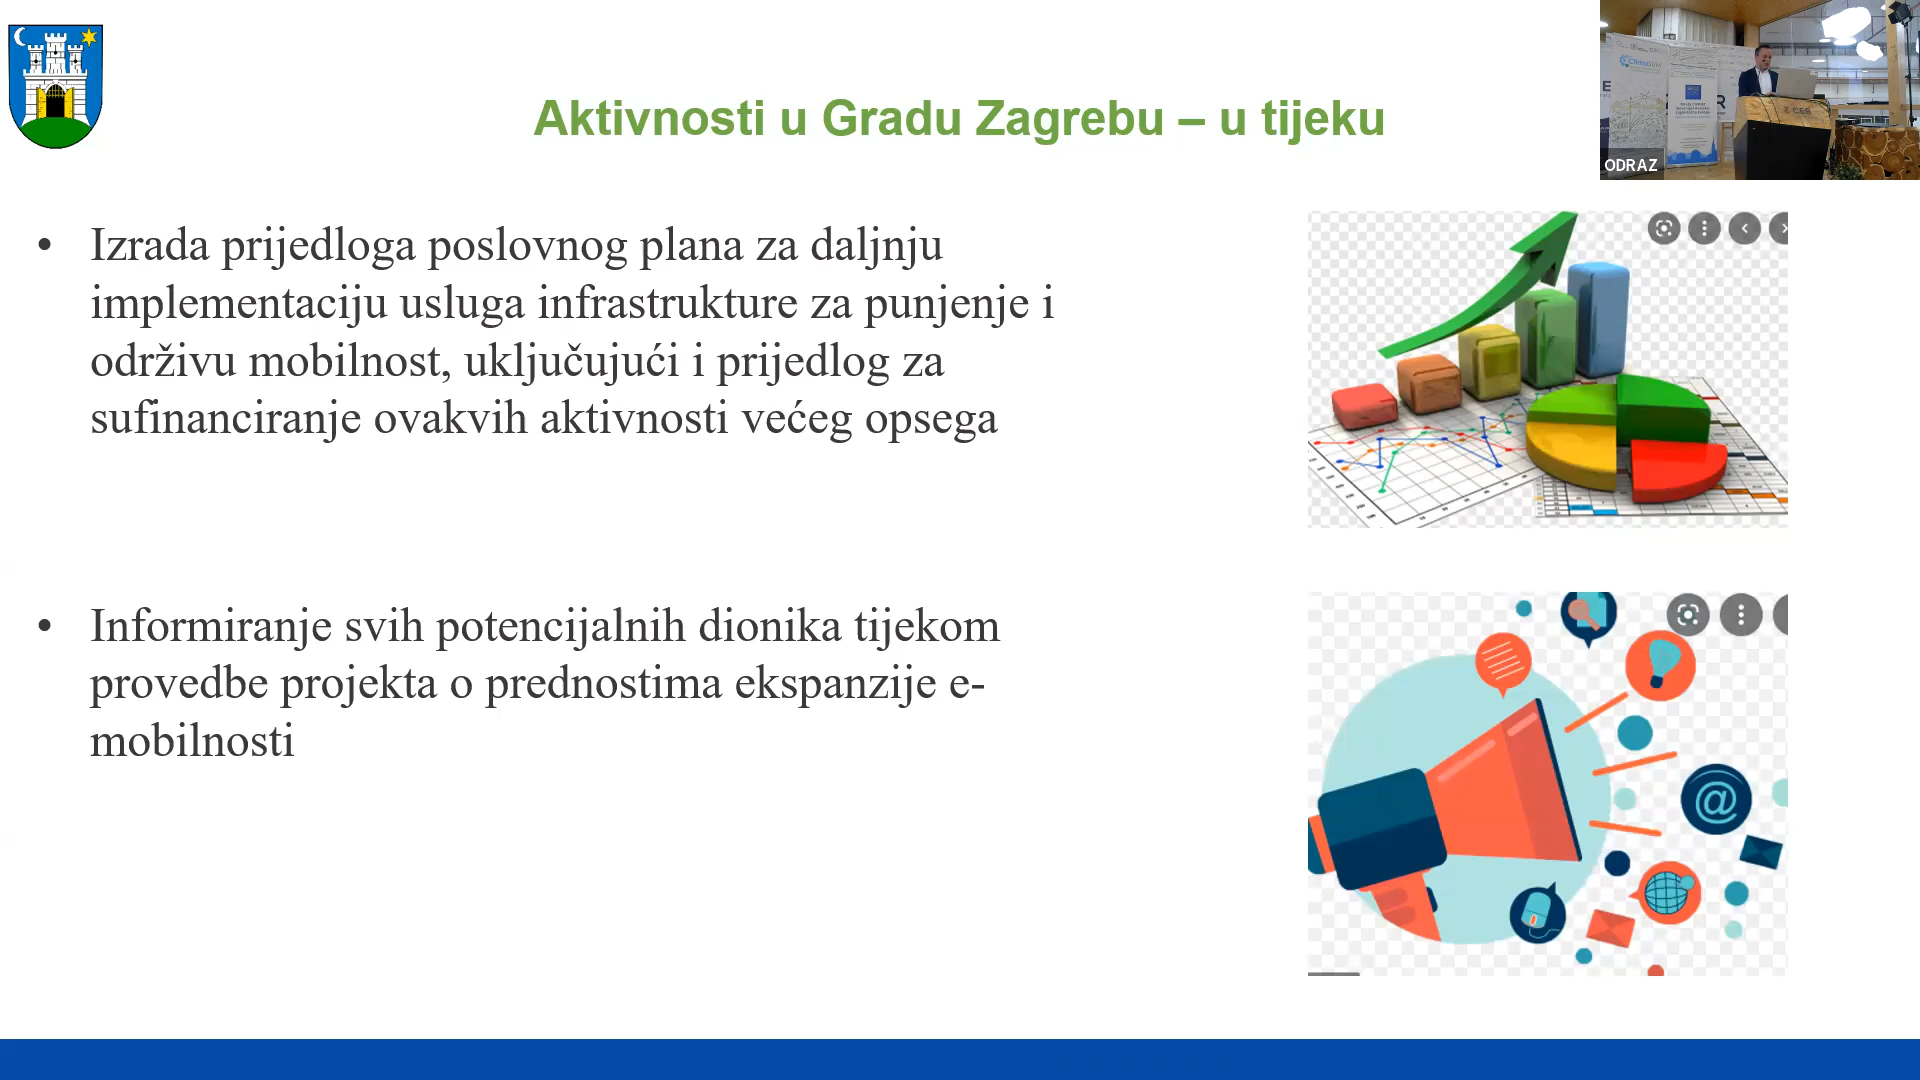 Aktivnosti u Gradu Zagrebu – u tijeku
ODRAZ
• Izrada prijedloga poslovnog plana za daljnju
implementaciju usluga infrastrukture za punjenje i
održivu mobilnost, uključujući i prijedlog za
sufinanciranje ovakvih aktivnosti većeg opsega
• Informiranje svih potencijalnih dionika tijekom
provedbe projekta o prednostima ekspanzije e-
mobilnosti
@